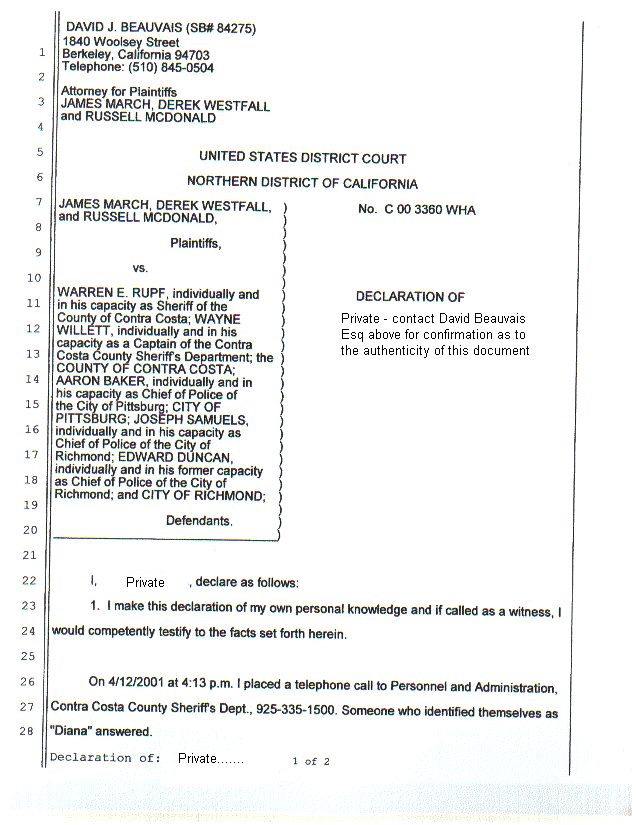 DAVID J. BEAUVAIS (SB# 84275)
1840 Woolsey Street
1 Berkeley, California 94703
Telephone: (510) 845-0504
2
Attorney for Plaintiffs
3 JAMES MARCH, DEREK WESTFALL
and RUSSELL MCDONALD
4
5 UNITED STATES DISTRICT COURT
6 NORTHERN DISTRICT OF CALIFORNIA
7 JAMES MARCH, DEREK WESTFALL, ) No. C 00 3360 WHA
and RUSSELL MCDONALD,
8
Plaintiffs,
9
vs.
10
WARREN E. RUPF, individually and
11 in his capacity as Sheriff of the
County of Contra Costa; WAYNE
12 WILLETT, individually and in his
capacity as a Captain of the Contra
13 Costa County Sheriff's Department; the
COUNTY OF CONTRA COSTA;
14 AARON BAKER, individually and in
his capacity as Chief of Police of
15 the City of Pittsburg; CITY OF
PITTSBURG; JOSEPH SAMUELS,
16 individually and in his capacity as
Chief of Police of the City of
17 Richmond; EDWARD DUNCAN,
individually and in his former capacity
18 as Chief of Police of the City of
Richmond; and CITY OF RICHMOND;
19
Defendants.
20
DECLARATION OF
Private - contact David Beauvais
Esq above for confirmation as to
the authenticity of this document
21
22 I, Private , declare as follows:
23 1. I make this declaration of my own personal knowledge and if called as a witness, I
24 would competently testify to the facts set forth herein.
25
26 On 4/12/2001 at 4:13 p.m. I placed a telephone call to Personnel and Administration,
27 Contra Costa County Sheriff's Dept., 925-335-1500. Someone who identified themselves as
28 "Diana" answered.
Declaration of: Private....... 1 of 2